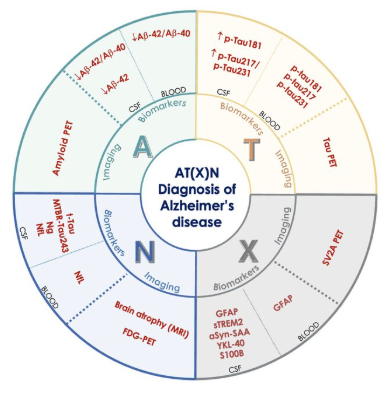 AT(X)N
Diagnosis of
Alzheimer's
disease
A
Imaging
Biomarkers
Amyloid PET
↓Aβ-42/Aβ-40
↓Aβ-42
CSF
↓Aβ-42/Aβ-40
BLOOD
T
Biomarkers
Imaging
↑ p-Tau181
↑ p-Tau217/
p-Tau231
CSF
p-tau181
p-tau217
p-tau231
BLOOD
Tau PET
X
Imaging
Biomarkers
SV2A PET
GFAP
BLOOD
GFAP
sTREM2
αSyn-SAA
YKL-40
S100B
CSF
N
Biomarkers
Imaging
t-Tau
MTBR-Tau243
Ng
NfL
CSF
NfL
BLOOD
Brain atrophy (MRI)
FDG-PET